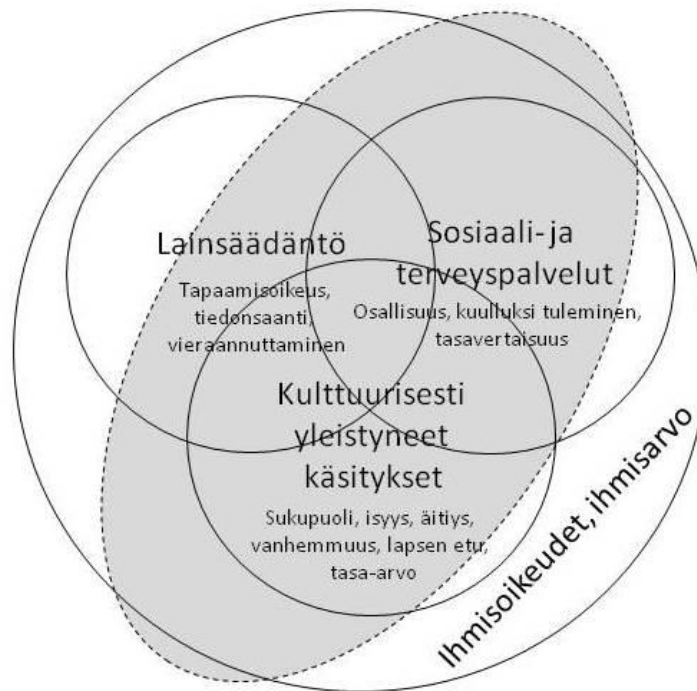 Lainsäädäntö
Tapaamisoikeus,
tiedonsaanti,
vieraannuttaminen
Sosiaali- ja
terveyspalvelut
Osallisuus, kuulluksi tuleminen,
tasavertaisuus
Kulttuurisesti
yleistyneet
käsitykset
Sukupuoli, isyys, äitiys,
vanhemmuus, lapsen etu,
tasa-arvo
Ihmisoikeudet, ihmisarvo